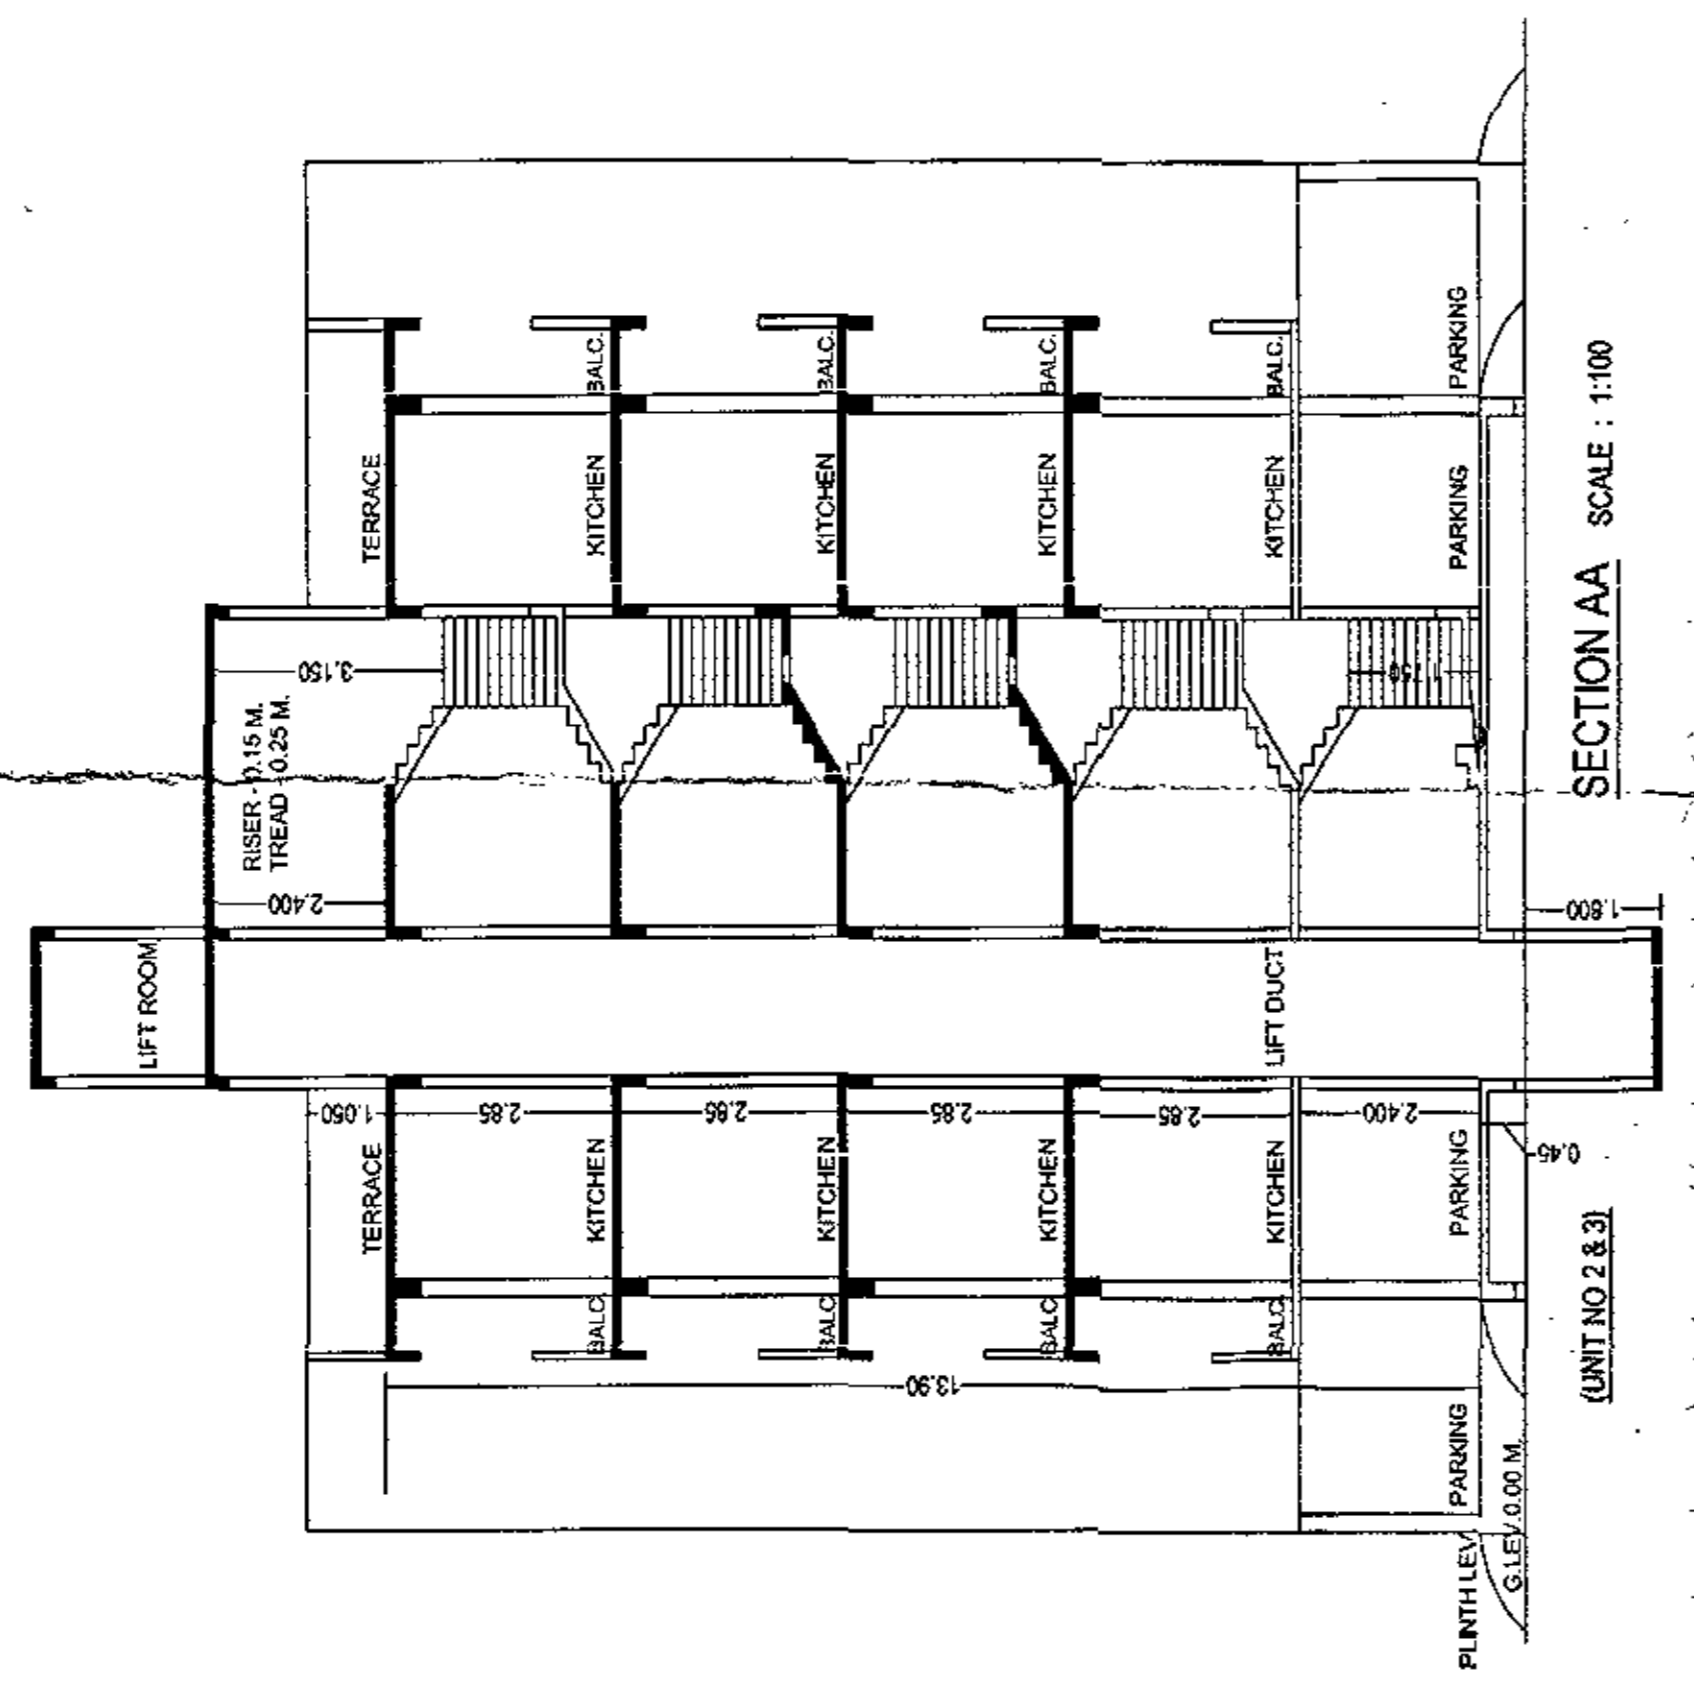 LIFT ROOM
RISER - 0.15 M.
TREAD - 0.25 M.
2.400
3.150
1.050
TERRACE
TERRACE
13.90
2.85
BALC.
KITCHEN
KITCHEN
BALC.
2.85
BALC.
KITCHEN
KITCHEN
BALC.
2.85
BALC.
KITCHEN
KITCHEN
BALC.
2.85
BALC.
KITCHEN
LIFT DUCT
KITCHEN
BALC.
2.400
PARKING
PARKING
PARKING
PARKING
PLINTH LEV
G.LEV.0.00 M.
0.45
1.800
(UNIT NO 2 & 3)
SECTION AA SCALE : 1:100